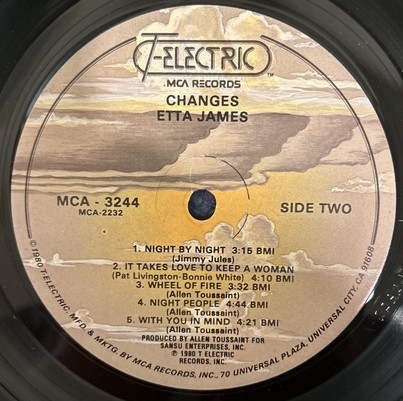 T-ELECTRIC TM
MCA RECORDS
CHANGES
ETTA JAMES
MCA - 3244
MCA-2232
SIDE TWO
1. NIGHT BY NIGHT 3:15 BMI
(Jimmy Jules)
2. IT TAKES LOVE TO KEEP A WOMAN
(Pat Livingston-Bonnie White) 4:10 BMI
3. WHEEL OF FIRE 3:32 BMI
(Allen Toussaint)
4. NIGHT PEOPLE 4:44 BMI
(Allen Toussaint)
5. WITH YOU IN MIND 4:21 BMI
(Allen Toussaint)
PRODUCED BY ALLEN TOUSSAINT FOR
SANSU ENTERPRISES, INC.
℗ 1980 T ELECTRIC
RECORDS, INC.
©1980 T-ELECTRIC. MFD. & MKTG. BY MCA RECORDS, INC., 70 UNIVERSAL PLAZA, UNIVERSAL CITY, CA 91608